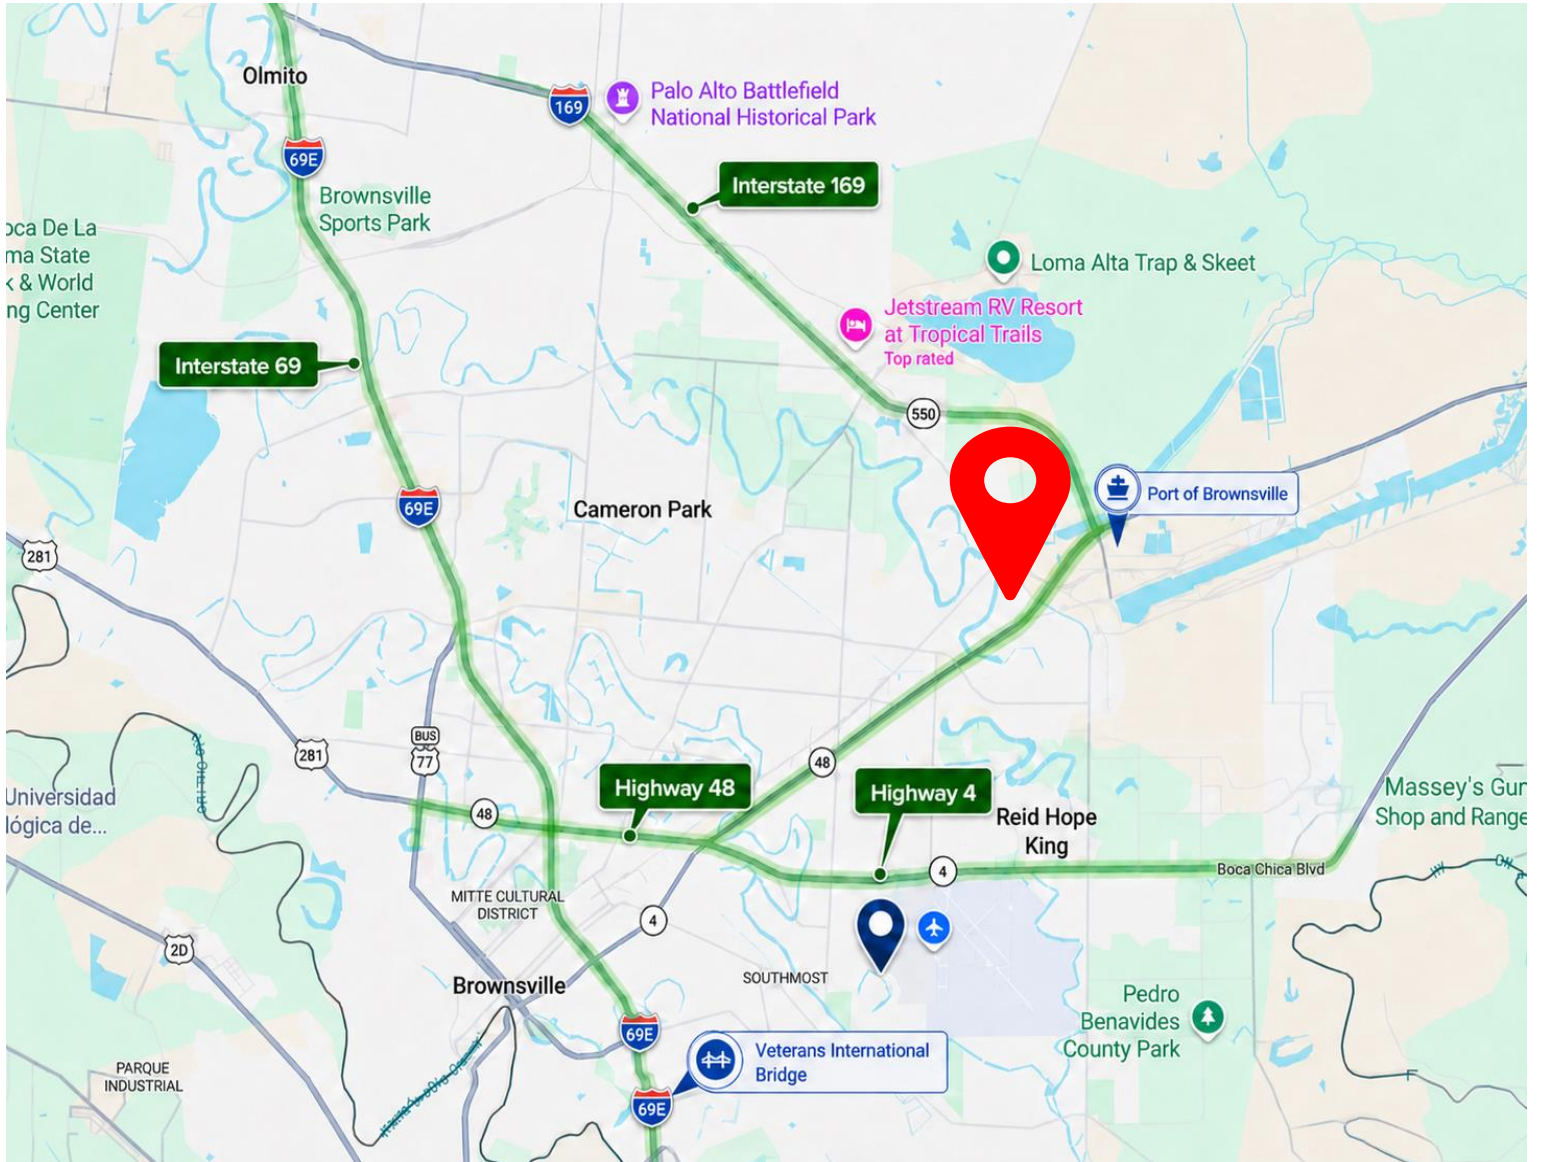 Olmito
169
Palo Alto Battlefield
National Historical Park
69E
Interstate 169
Brownsville
Sports Park
oca De La
ma State
k & World
ng Center
Loma Alta Trap & Skeet
Jetstream RV Resort
at Tropical Trails
Top rated
Interstate 69
550
Port of Brownsville
69E
Cameron Park
281
BUS
77
281
48
Highway 48
48
Highway 4
Reid Hope
King
Massey's Gun
Shop and Range
Universidad
lógica de...
4
Boca Chica Blvd
MITTE CULTURAL
DISTRICT
4
2D
SOUTHMOST
Brownsville
Pedro
Benavides
County Park
69E
Veterans International
Bridge
PARQUE
INDUSTRIAL
69E